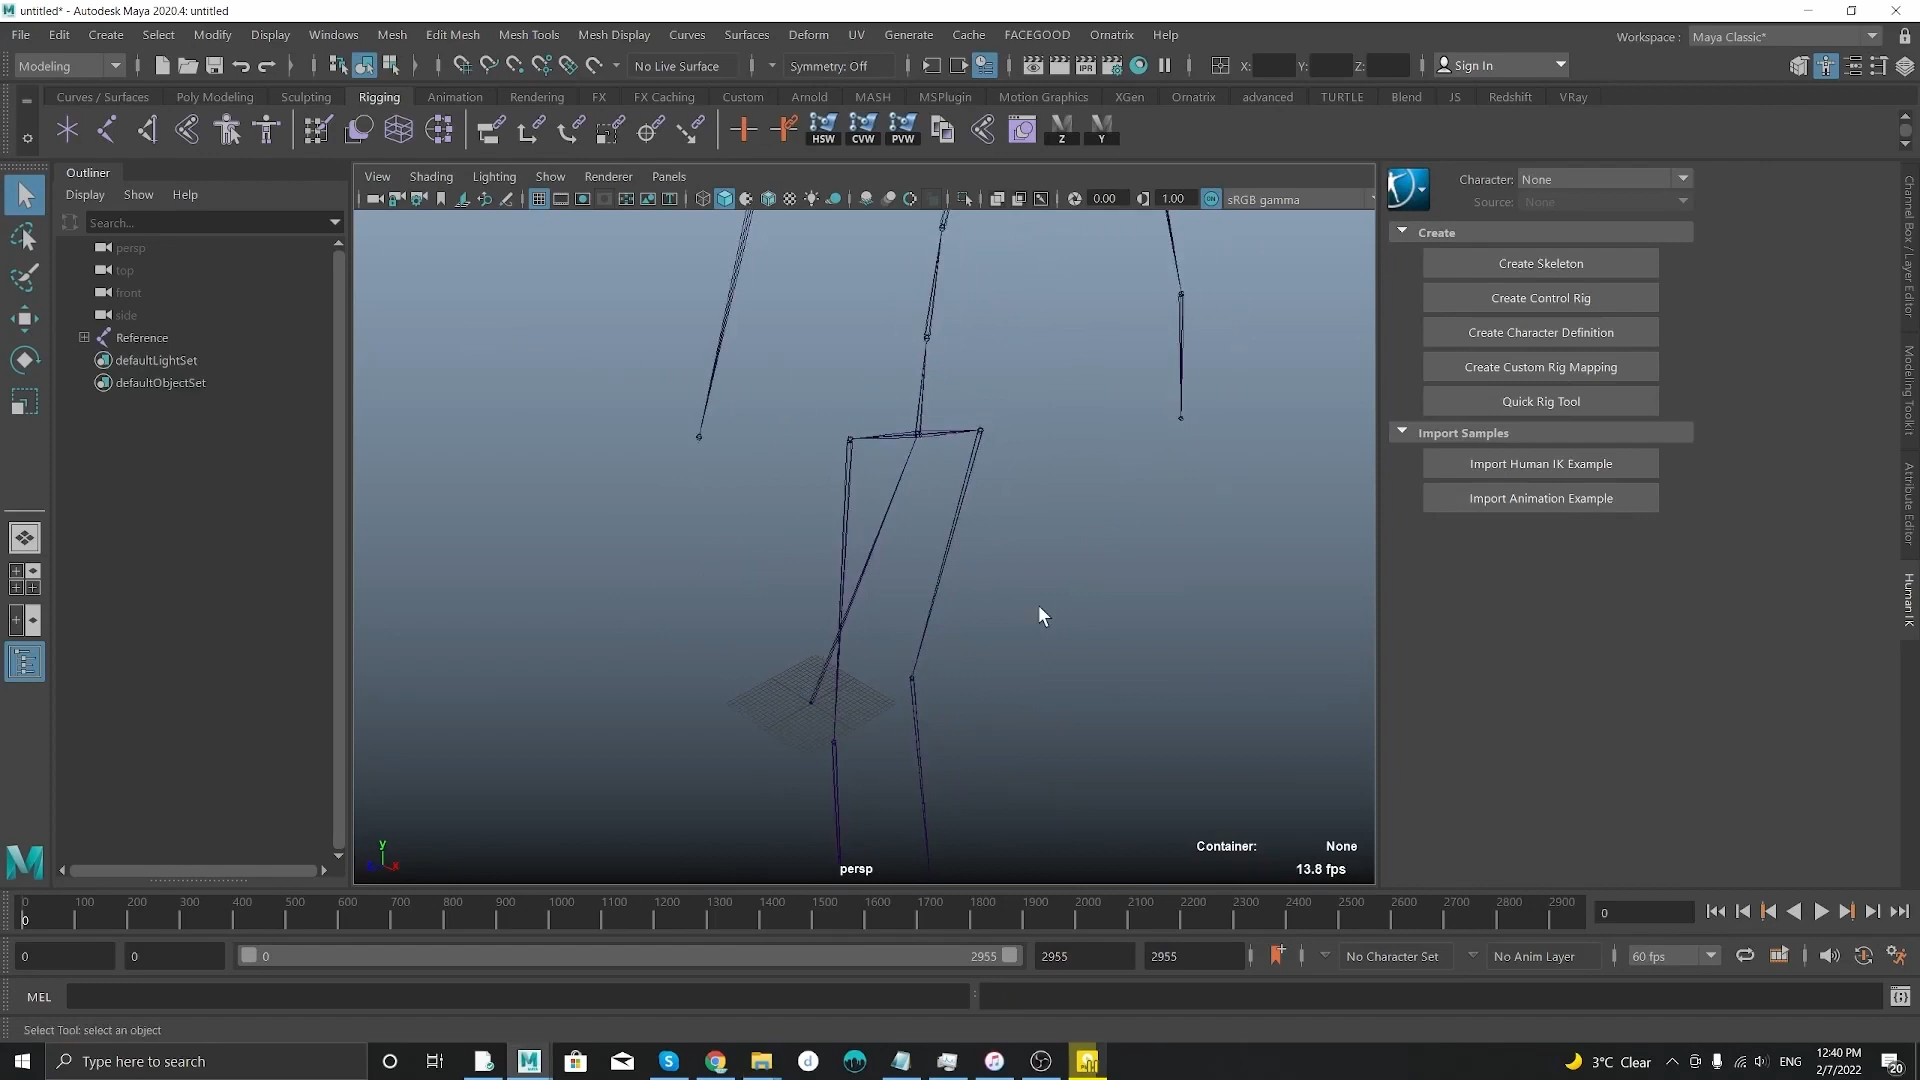 untitled* - Autodesk Maya 2020.4: untitled
File Edit Create Select Modify Display Windows Mesh Edit Mesh Mesh Tools Mesh Display Curves Surfaces Deform UV Generate Cache FACEGOOD Ornatrix Help
Workspace : Maya Classic*
Modeling No Live Surface Symmetry: Off IPR X: Y: Z: Sign In
Curves / Surfaces Poly Modeling Sculpting Rigging Animation Rendering FX FX Caching Custom Arnold MASH MSPlugin Motion Graphics XGen Ornatrix advanced TURTLE Blend JS Redshift VRay
HSW CVW PVW Z Y
Outliner
Display Show Help
Search...
persp
top
front
side
Reference
defaultLightSet
defaultObjectSet
View Shading Lighting Show Renderer Panels
0.00 1.00 ON sRGB gamma
y
x
persp
Container: None
13.8 fps
Character: None
Source: None
Create
Create Skeleton
Create Control Rig
Create Character Definition
Create Custom Rig Mapping
Quick Rig Tool
Import Samples
Import Human IK Example
Import Animation Example
Channel Box / Layer Editor
Modeling Toolkit
Attribute Editor
Human IK
0 100 200 300 400 500 600 700 800 900 1000 1100 1200 1300 1400 1500 1600 1700 1800 1900 2000 2100 2200 2300 2400 2500 2600 2700 2800 2900
0
0
0 0 0 2955 2955 2955 No Character Set No Anim Layer 60 fps
MEL
Select Tool: select an object
Type here to search
3°C Clear
ENG
12:40 PM
2/7/2022
20